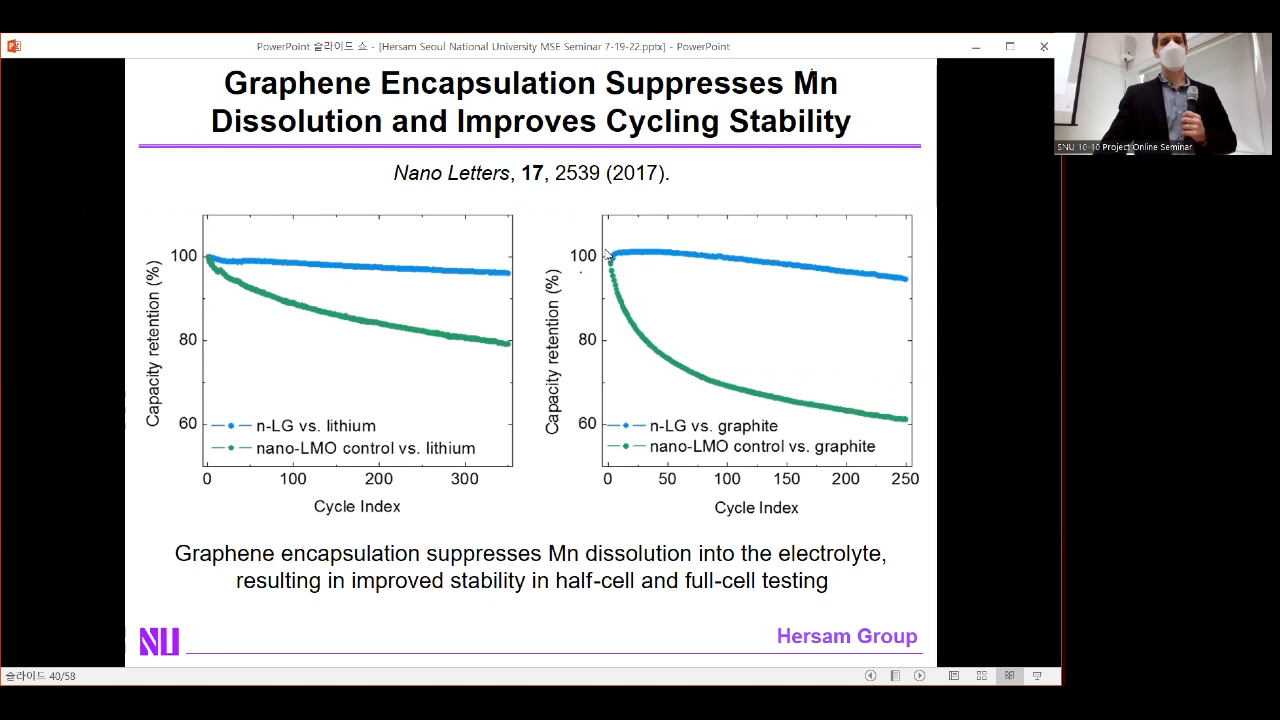 PowerPoint 슬라이드 쇼 - [Hersam Seoul National University MSE Seminar 7-19-22.pptx] - PowerPoint
Graphene Encapsulation Suppresses Mn
Dissolution and Improves Cycling Stability
Nano Letters, 17, 2539 (2017).
100
80
60
Capacity retention (%)
n-LG vs. lithium
nano-LMO control vs. lithium
0 100 200 300
Cycle Index
100
80
60
Capacity retention (%)
n-LG vs. graphite
nano-LMO control vs. graphite
0 50 100 150 200 250
Cycle Index
Graphene encapsulation suppresses Mn dissolution into the electrolyte,
resulting in improved stability in half-cell and full-cell testing
NU
Hersam Group
슬라이드 40/58
SNU 10-10 Project Online Seminar